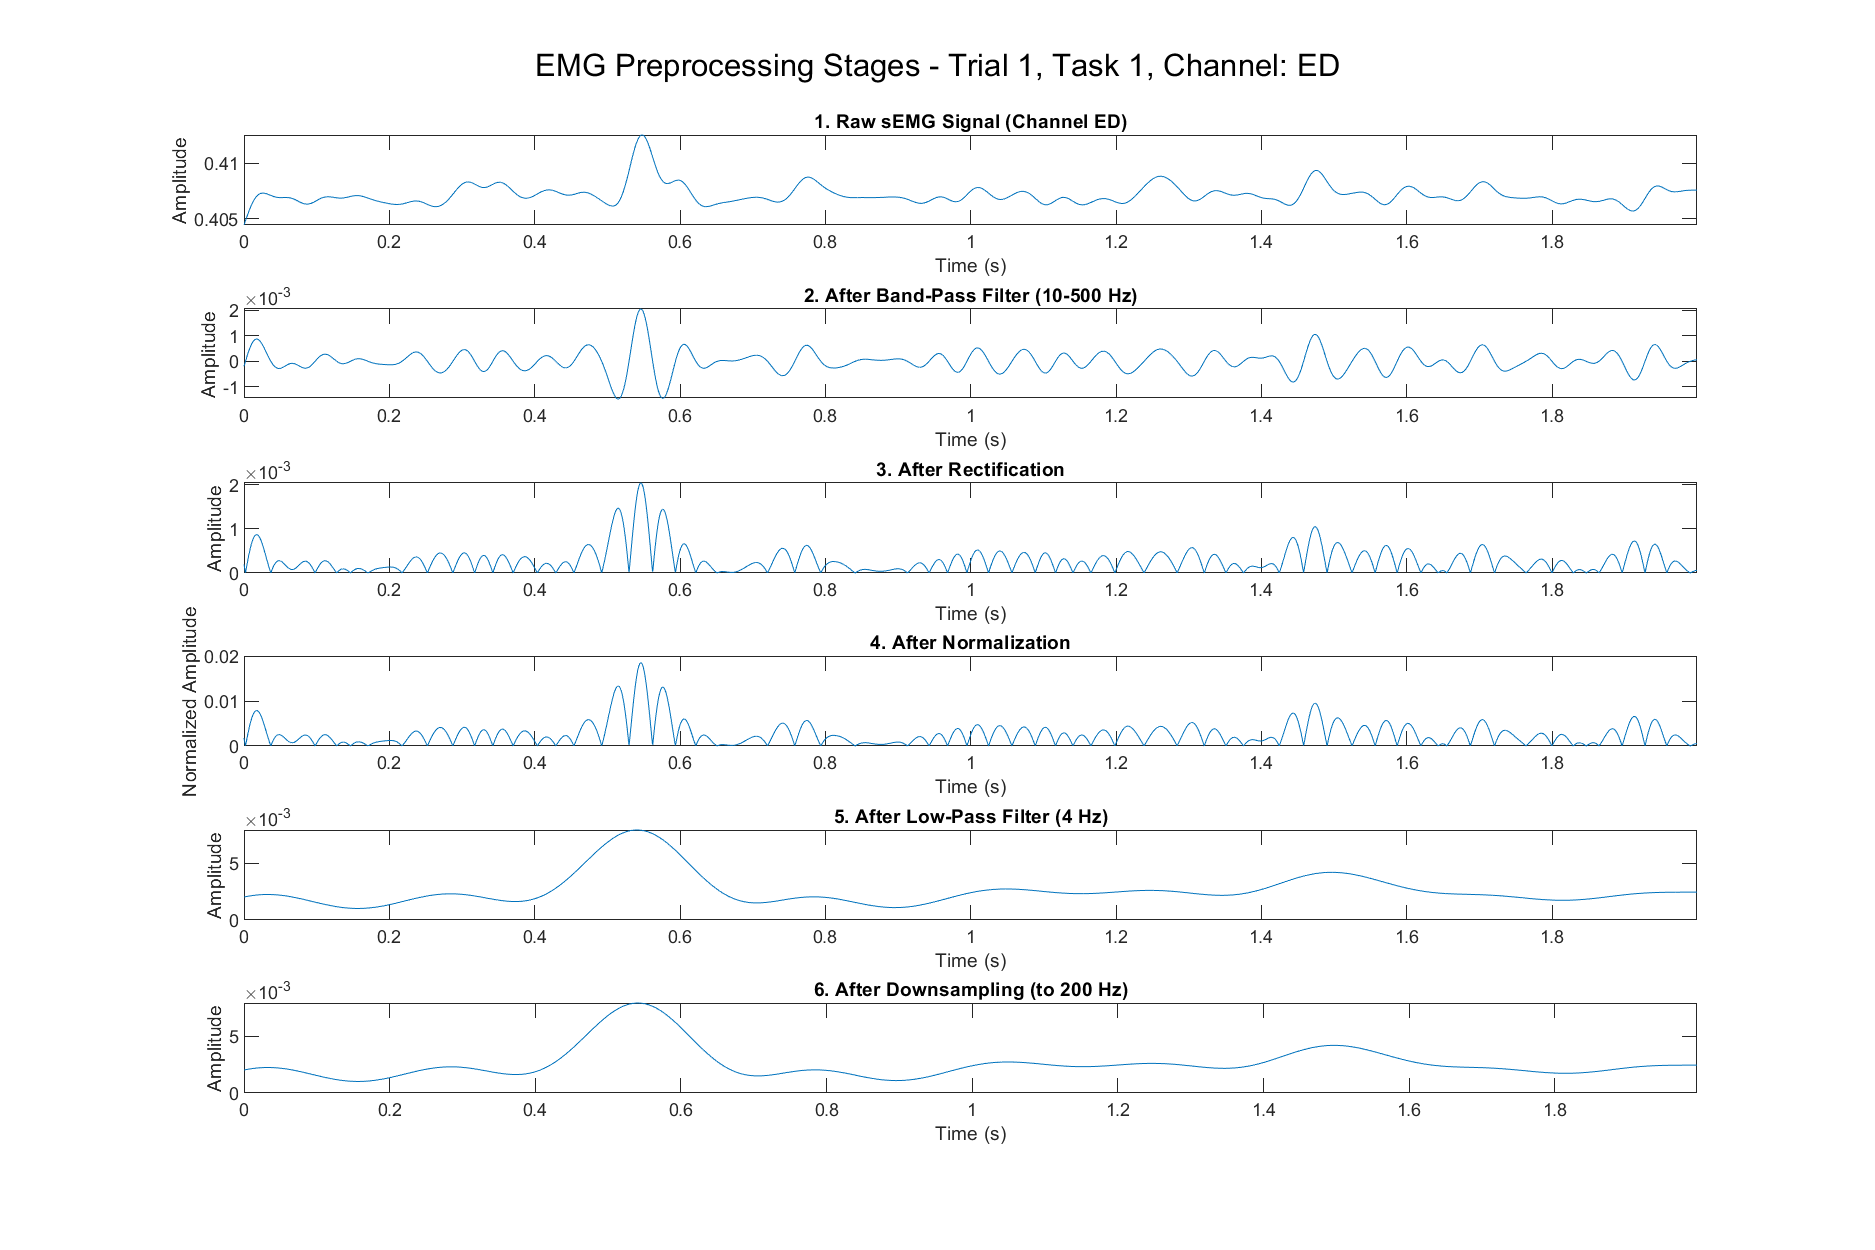 EMG Preprocessing Stages - Trial 1, Task 1, Channel: ED
1. Raw sEMG Signal (Channel ED)
Amplitude
0.41
0.405
0 0.2 0.4 0.6 0.8 1 1.2 1.4 1.6 1.8
Time (s)
×10-3
2. After Band-Pass Filter (10-500 Hz)
Amplitude
2
1
0
-1
0 0.2 0.4 0.6 0.8 1 1.2 1.4 1.6 1.8
Time (s)
×10-3
3. After Rectification
Amplitude
2
1
0
0 0.2 0.4 0.6 0.8 1 1.2 1.4 1.6 1.8
Time (s)
4. After Normalization
Normalized Amplitude
0.02
0.01
0
0 0.2 0.4 0.6 0.8 1 1.2 1.4 1.6 1.8
Time (s)
×10-3
5. After Low-Pass Filter (4 Hz)
Amplitude
5
0
0 0.2 0.4 0.6 0.8 1 1.2 1.4 1.6 1.8
Time (s)
×10-3
6. After Downsampling (to 200 Hz)
Amplitude
5
0
0 0.2 0.4 0.6 0.8 1 1.2 1.4 1.6 1.8
Time (s)